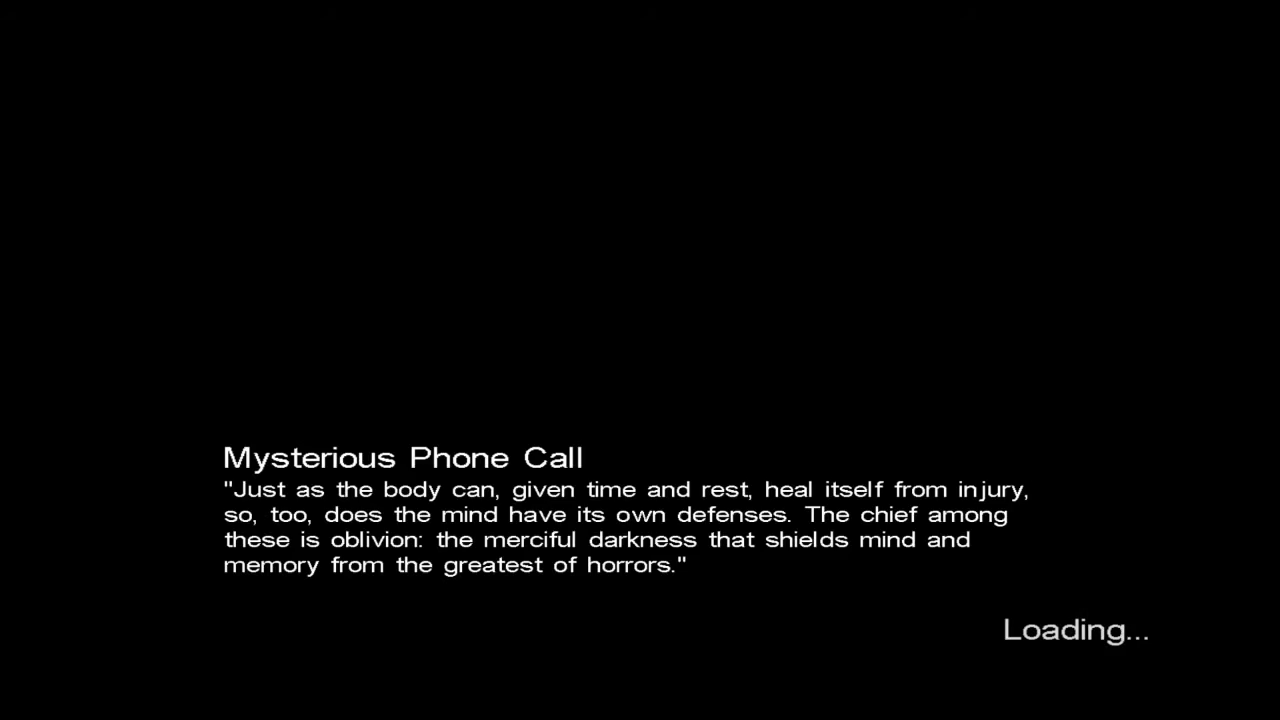 Mysterious Phone Call
"Just as the body can, given time and rest, heal itself from injury,
so, too, does the mind have its own defenses. The chief among
these is oblivion: the merciful darkness that shields mind and
memory from the greatest of horrors."
Loading...